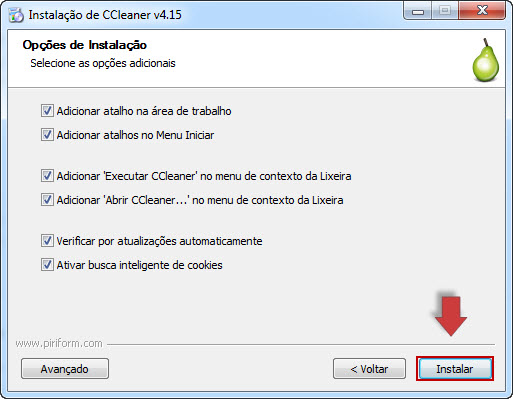 Instalação de CCleaner v4.15
Opções de Instalação
Selecione as opções adicionais
Adicionar atalho na área de trabalho
Adicionar atalhos no Menu Iniciar
Adicionar 'Executar CCleaner' no menu de contexto da Lixeira
Adicionar 'Abrir CCleaner...' no menu de contexto da Lixeira
Verificar por atualizações automaticamente
Ativar busca inteligente de cookies
www.piriform.com
Avançado
< Voltar
Instalar